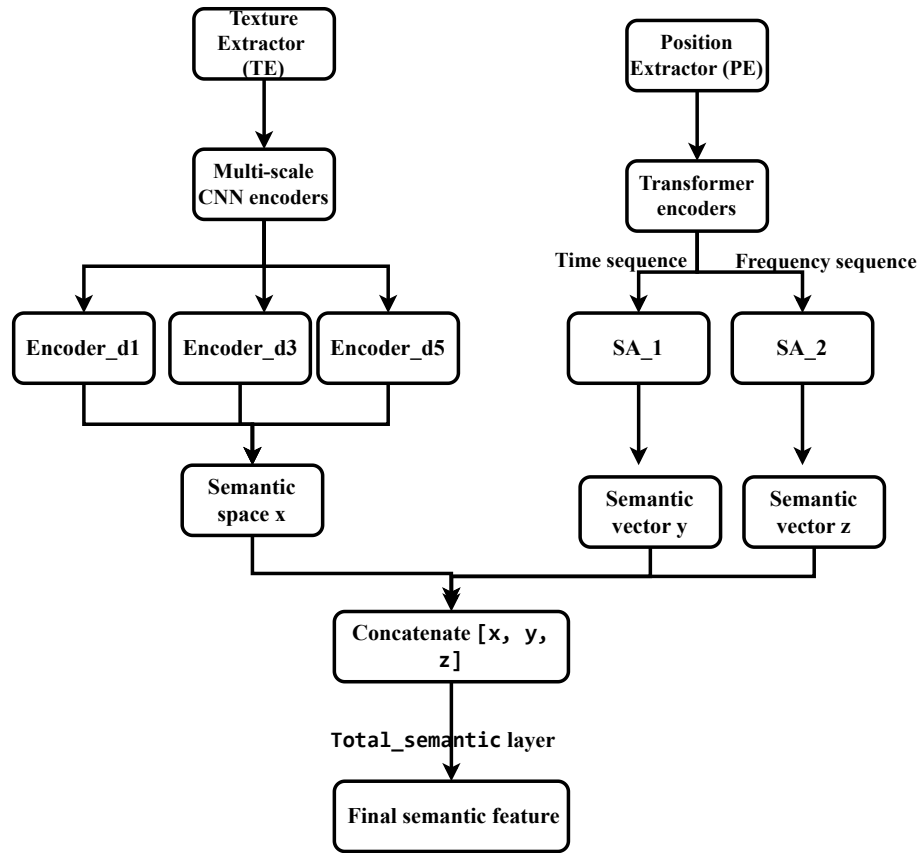 Texture
Extractor
(TE)
Position
Extractor (PE)
Multi-scale
CNN encoders
Transformer
encoders
Time sequence
Frequency sequence
Encoder_d1
Encoder_d3
Encoder_d5
SA_1
SA_2
Semantic
space x
Semantic
vector y
Semantic
vector z
Concatenate [x, y,
z]
Total_semantic layer
Final semantic feature